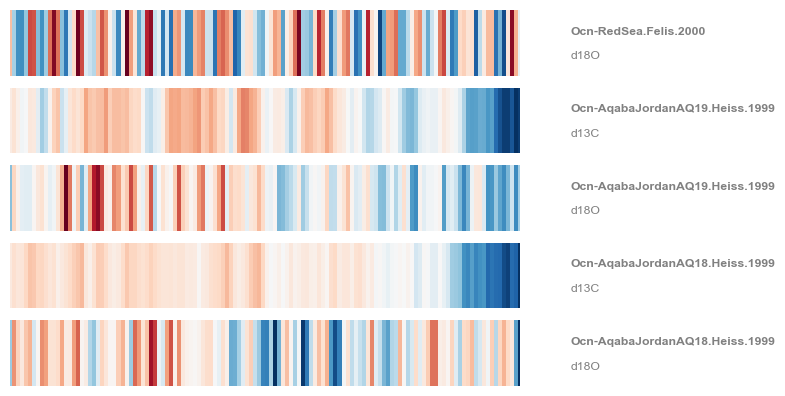 Ocn-RedSea.Felis.2000
d18O
Ocn-AqabaJordanAQ19.Heiss.1999
d13C
Ocn-AqabaJordanAQ19.Heiss.1999
d18O
Ocn-AqabaJordanAQ18.Heiss.1999
d13C
Ocn-AqabaJordanAQ18.Heiss.1999
d18O